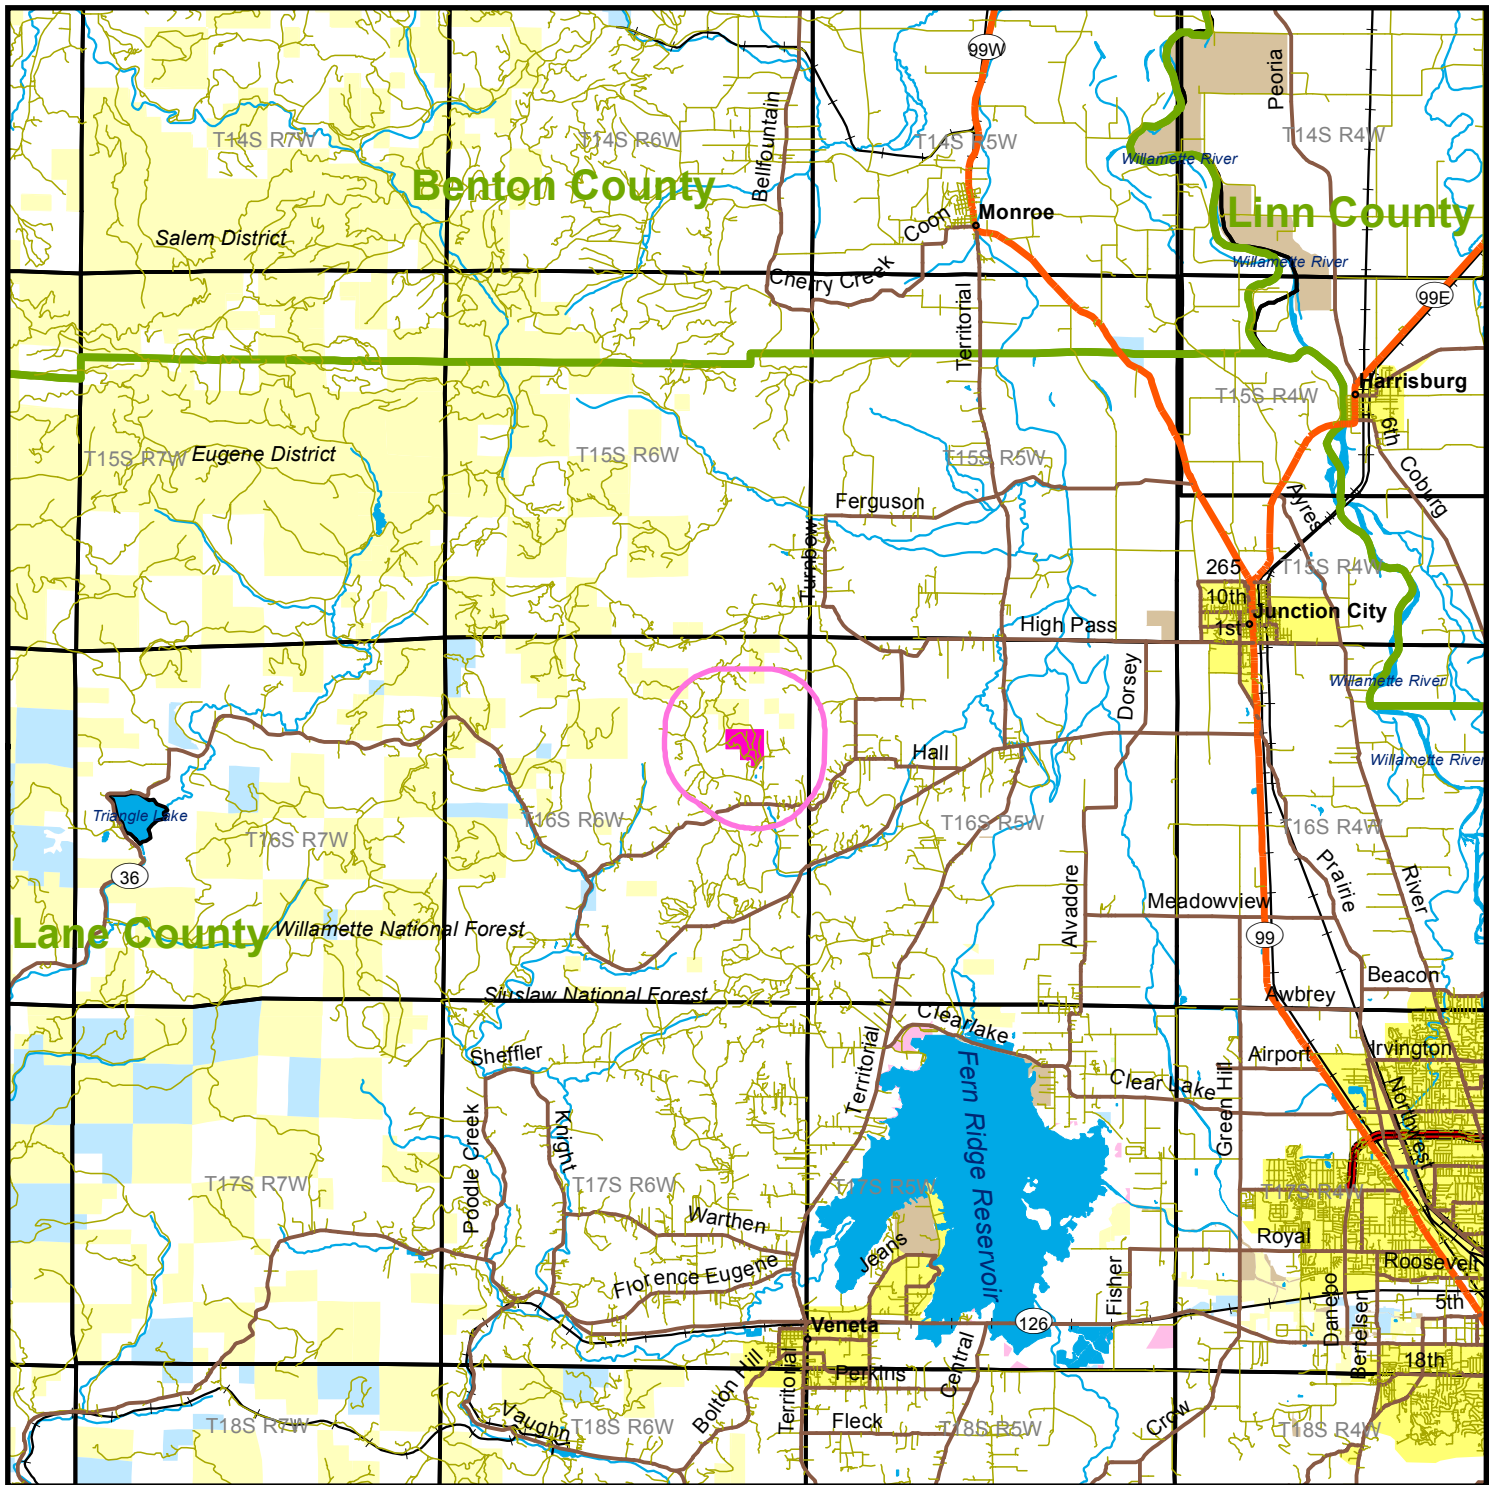 99W
Peoria
Bellfountain
T14S R7W
T14S R6W
T14S R5W
T14S R4W
Willamette River
Benton County
Linn County
Monroe
Coon
Salem District
Willamette River
Cherry Creek
99E
Territorial
Harrisburg
T15S R4W
6th
T15S R7W
Eugene District
T15S R6W
T15S R5W
Coburg
Ayres
Ferguson
Turnbow
265
T15S R4W
10th
Junction City
1st
High Pass
Dorsey
Willamette River
Hall
Willamette River
Triangle Lake
T16S R6W
T16S R5W
T16S R4W
T16S R7W
36
Prairie
River
Alvadore
Meadowview
Lane County
Willamette National Forest
99
Beacon
Siuslaw National Forest
Awbrey
Clearlake
Territorial
Sheffler
Airport
Irvington
Fern Ridge Reservoir
Clear Lake
Green Hill
Northwest
Poodle Creek
Knight
T17S R7W
T17S R6W
T17S R5W
T17S R4W
Warthen
Jeans
Royal
Florence Eugene
Roosevelt
Fisher
Danebo
Bertelsen
5th
Veneta
126
Bolton Hill
Territorial
Perkins
Central
18th
Vaughn
Fleck
Crow
T18S R7W
T18S R6W
T18S R5W
T18S R4W